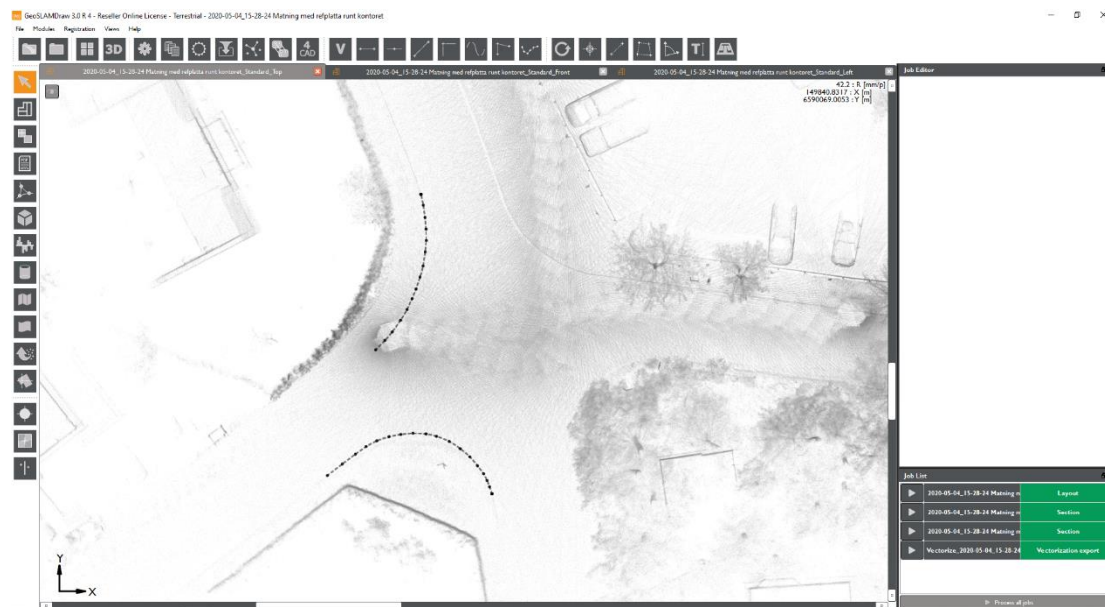 GeoSLAMDraw 3.0 R 4 - Reseller Online License - Terrestrial - 2020-05-04_15-28-24 Matning med refplatta runt kontoret
File Modules Registration Views Help
3D 4 CAD V T
2020-05-04_15-28-24 Matning med refplatta runt kontoret_Standard_Top 2020-05-04_15-28-24 Matning med refplatta runt kontoret_Standard_Front 2020-05-04_15-28-24 Matning med refplatta runt kontoret_Standard_Left Job Editor
42.2 : R [mm/p]
149840.8317 : X [m]
6590069.0053 : Y [m]
Job List
2020-05-04_15-28-24 Matning m Layout
2020-05-04_15-28-24 Matning m Section
2020-05-04_15-28-24 Matning m Section
Vectorize_2020-05-04_15-28-24 Vectorization export
Y
X
Process all jobs